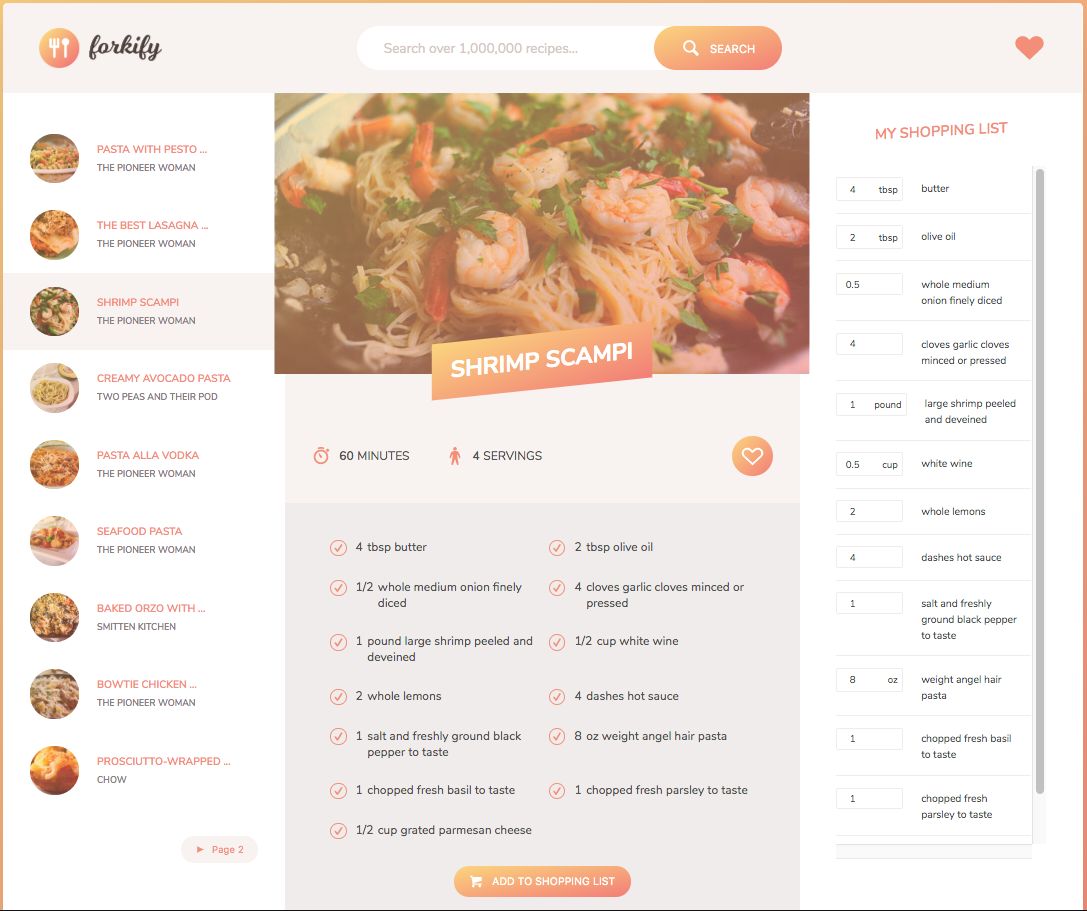 forkify
Search over 1,000,000 recipes...
SEARCH
PASTA WITH PESTO ...
THE PIONEER WOMAN
THE BEST LASAGNA ...
THE PIONEER WOMAN
SHRIMP SCAMPI
THE PIONEER WOMAN
CREAMY AVOCADO PASTA
TWO PEAS AND THEIR POD
PASTA ALLA VODKA
THE PIONEER WOMAN
SEAFOOD PASTA
THE PIONEER WOMAN
BAKED ORZO WITH ...
SMITTEN KITCHEN
BOWTIE CHICKEN ...
THE PIONEER WOMAN
PROSCIUTTO-WRAPPED ...
CHOW
Page 2
SHRIMP SCAMPI
60 MINUTES
4 SERVINGS
4 tbsp butter
2 tbsp olive oil
1/2 whole medium onion finely
diced
4 cloves garlic cloves minced or
pressed
1 pound large shrimp peeled and
deveined
1/2 cup white wine
2 whole lemons
4 dashes hot sauce
1 salt and freshly ground black
pepper to taste
8 oz weight angel hair pasta
1 chopped fresh basil to taste
1 chopped fresh parsley to taste
1/2 cup grated parmesan cheese
ADD TO SHOPPING LIST
MY SHOPPING LIST
4 tbsp butter
2 tbsp olive oil
0.5 whole medium
onion finely diced
4 cloves garlic cloves
minced or pressed
1 pound large shrimp peeled
and deveined
0.5 cup white wine
2 whole lemons
4 dashes hot sauce
1 salt and freshly
ground black pepper
to taste
8 oz weight angel hair
pasta
1 chopped fresh basil
to taste
1 chopped fresh
parsley to taste